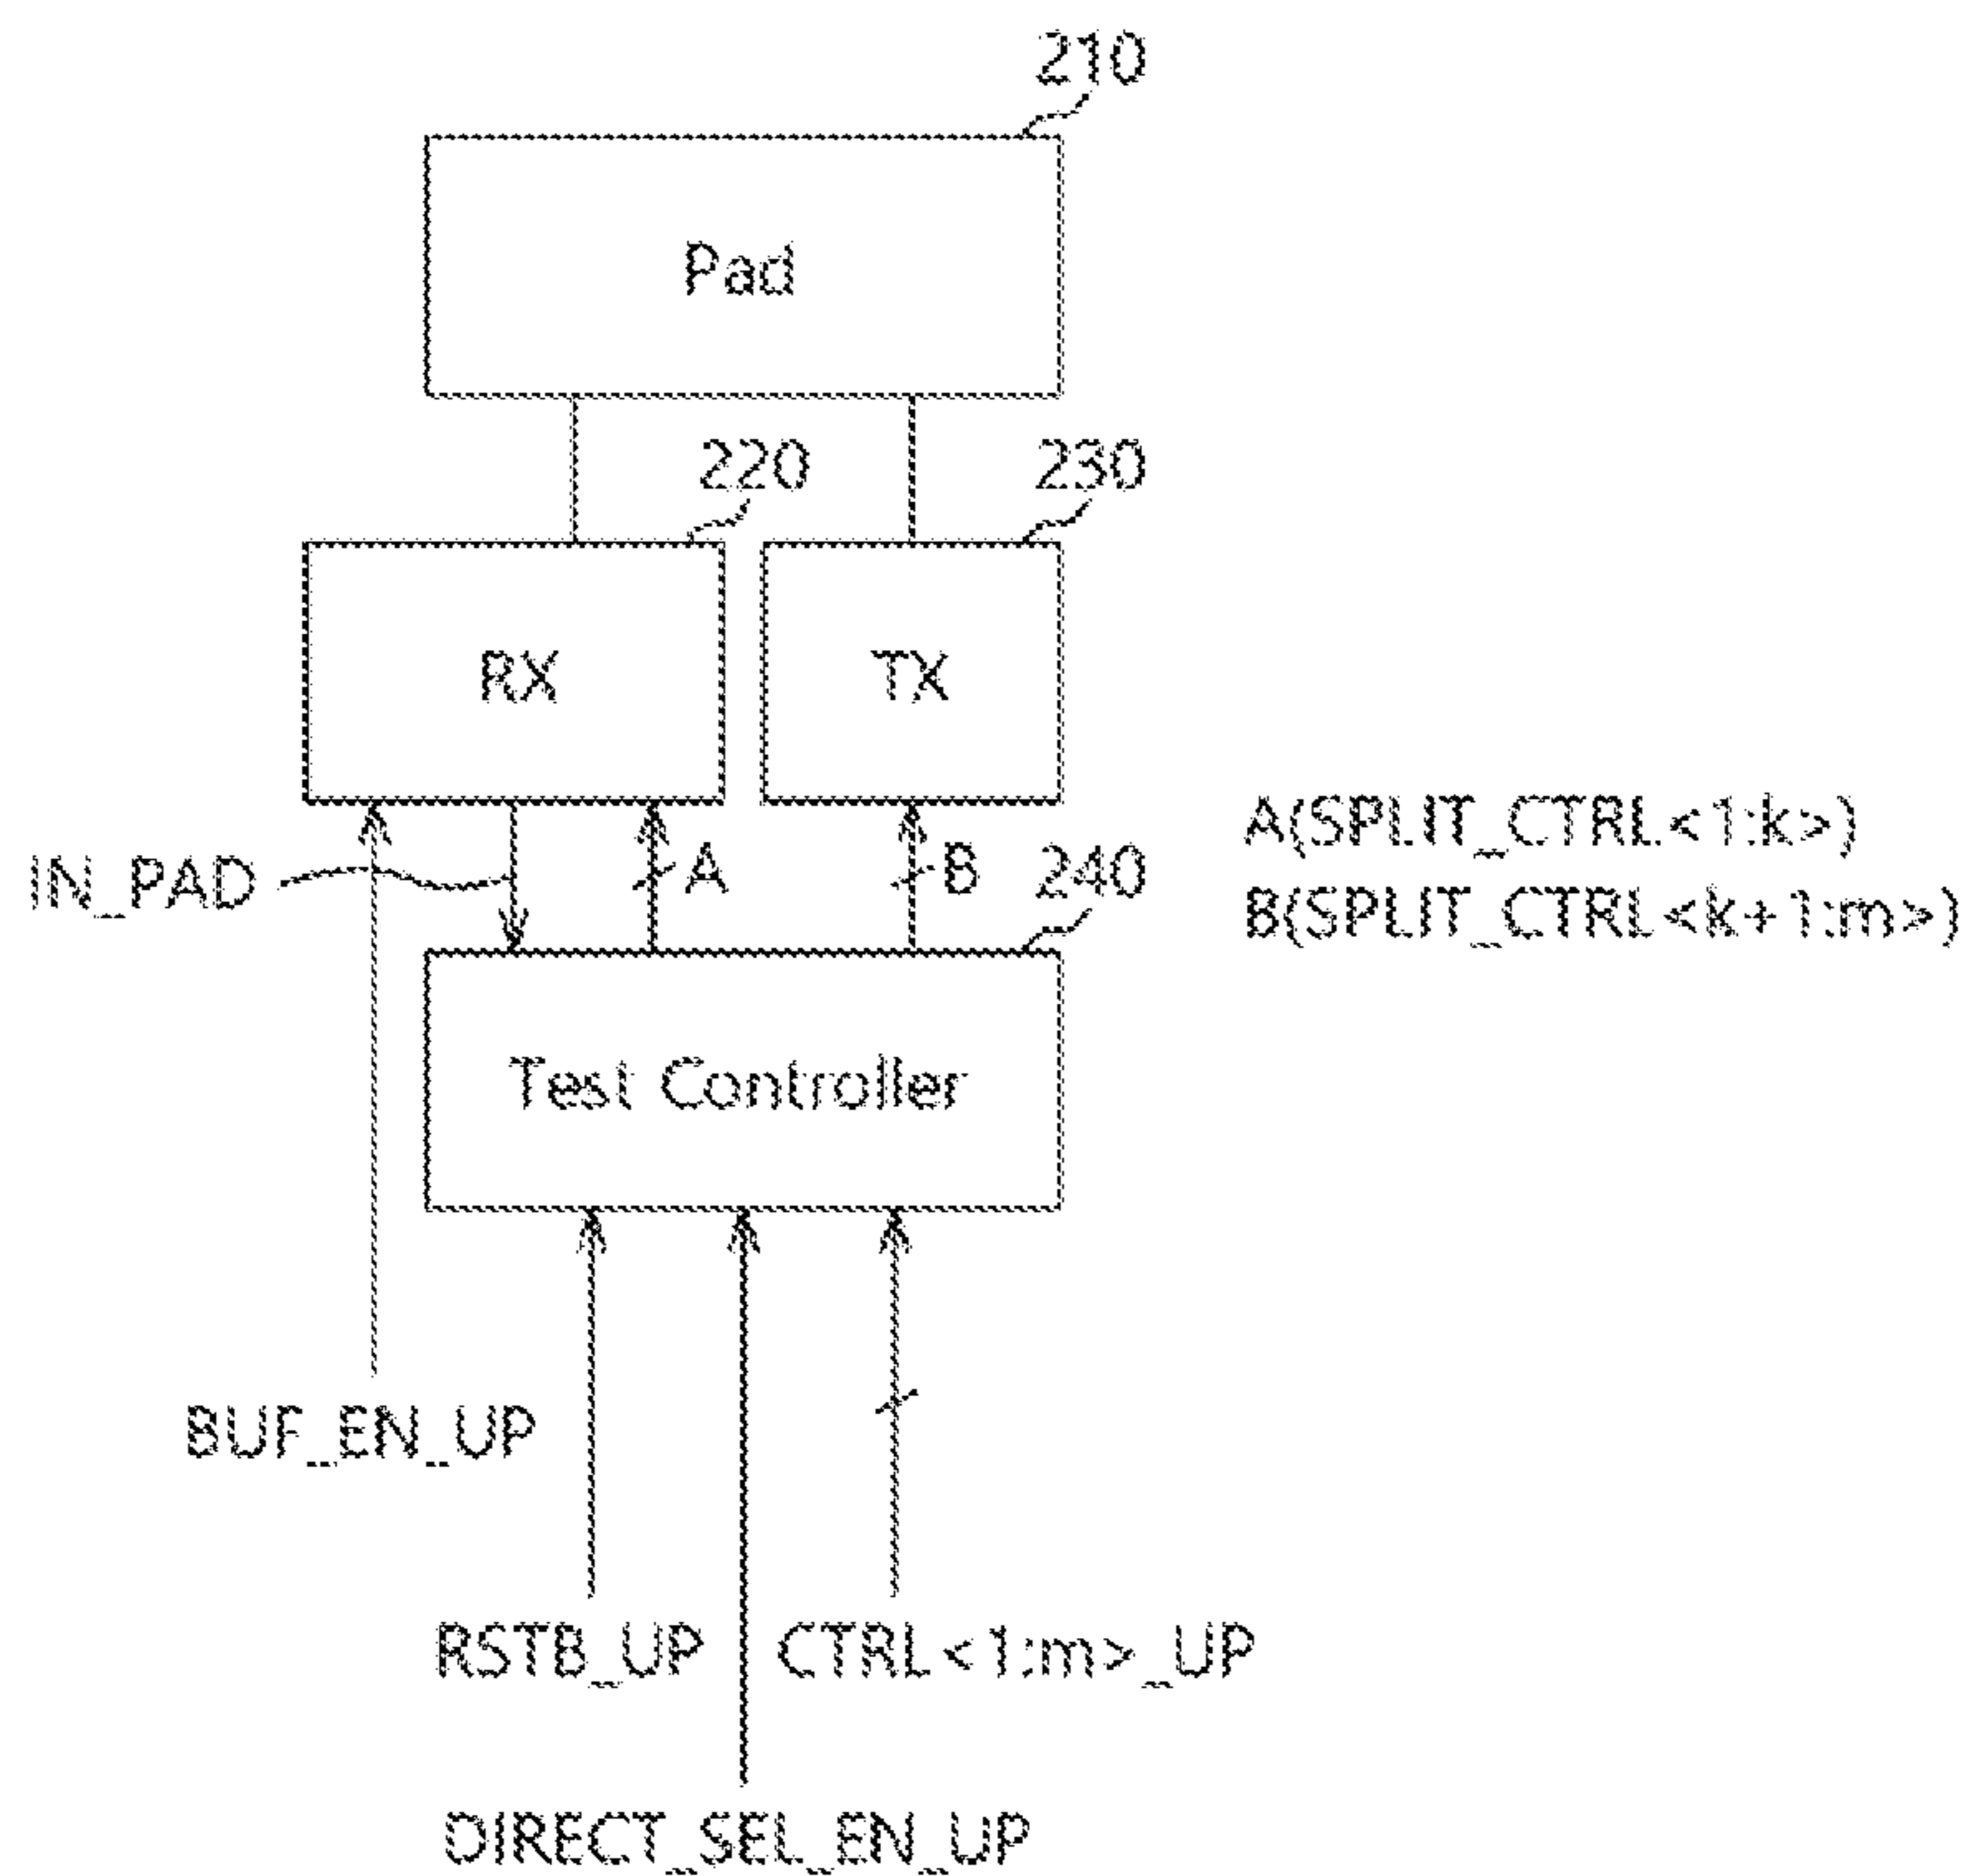 210
Pad
220
230
RX
TX
A(SPLIT_CTRL<1:k>)
IN_PAD
A
B
240
B(SPLIT_CTRL<k+1:m>)
Test Controller
BUF_EN_UP
RSTB_UP
CTRL<1:m>_UP
DIRECT_SEL_EN_UP